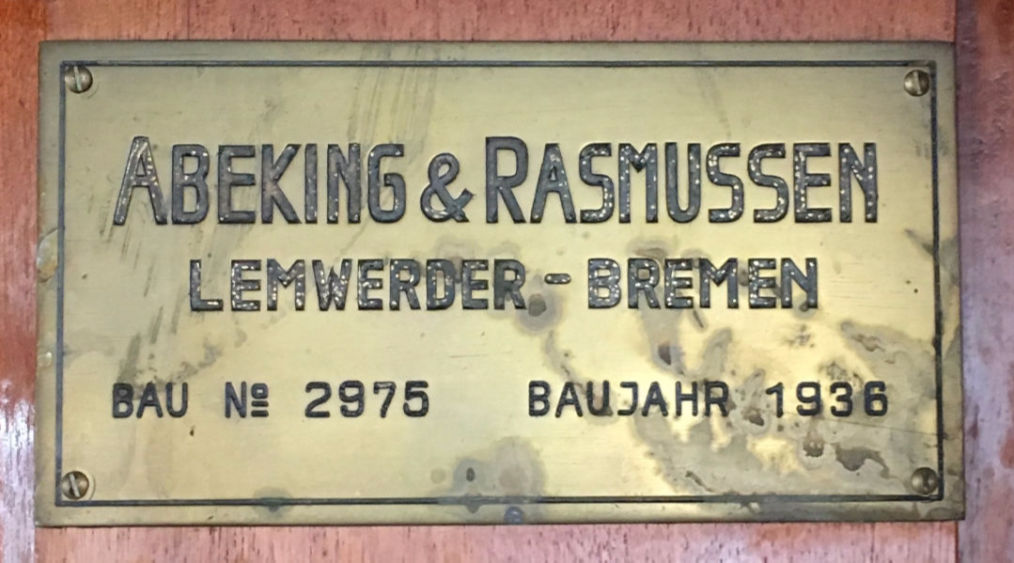 ABEKING & RASMUSSEN
LEMWERDER - BREMEN
BAU Nº 2975 BAUJAHR 1936